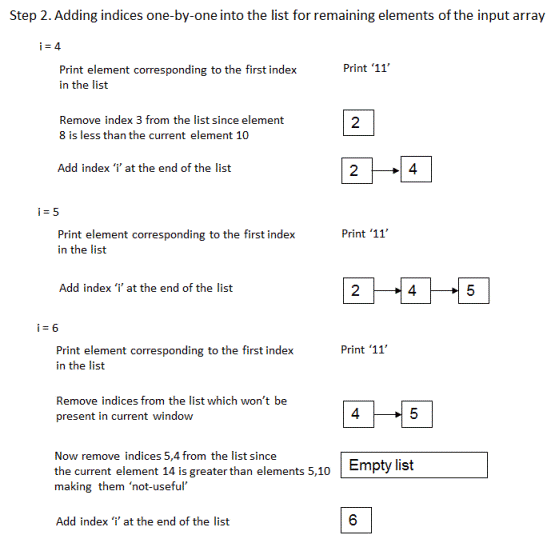 Step 2. Adding indices one-by-one into the list for remaining elements of the input array
i = 4
Print element corresponding to the first index
in the list
Print ‘11’
Remove index 3 from the list since element
8 is less than the current element 10
2
Add index ‘i’ at the end of the list
2 4
i = 5
Print element corresponding to the first index
in the list
Print ‘11’
Add index ‘i’ at the end of the list
2 4 5
i = 6
Print element corresponding to the first index
in the list
Print ‘11’
Remove indices from the list which won’t be
present in current window
4 5
Now remove indices 5,4 from the list since
the current element 14 is greater than elements 5,10
making them ‘not-useful’
Empty list
Add index ‘i’ at the end of the list
6